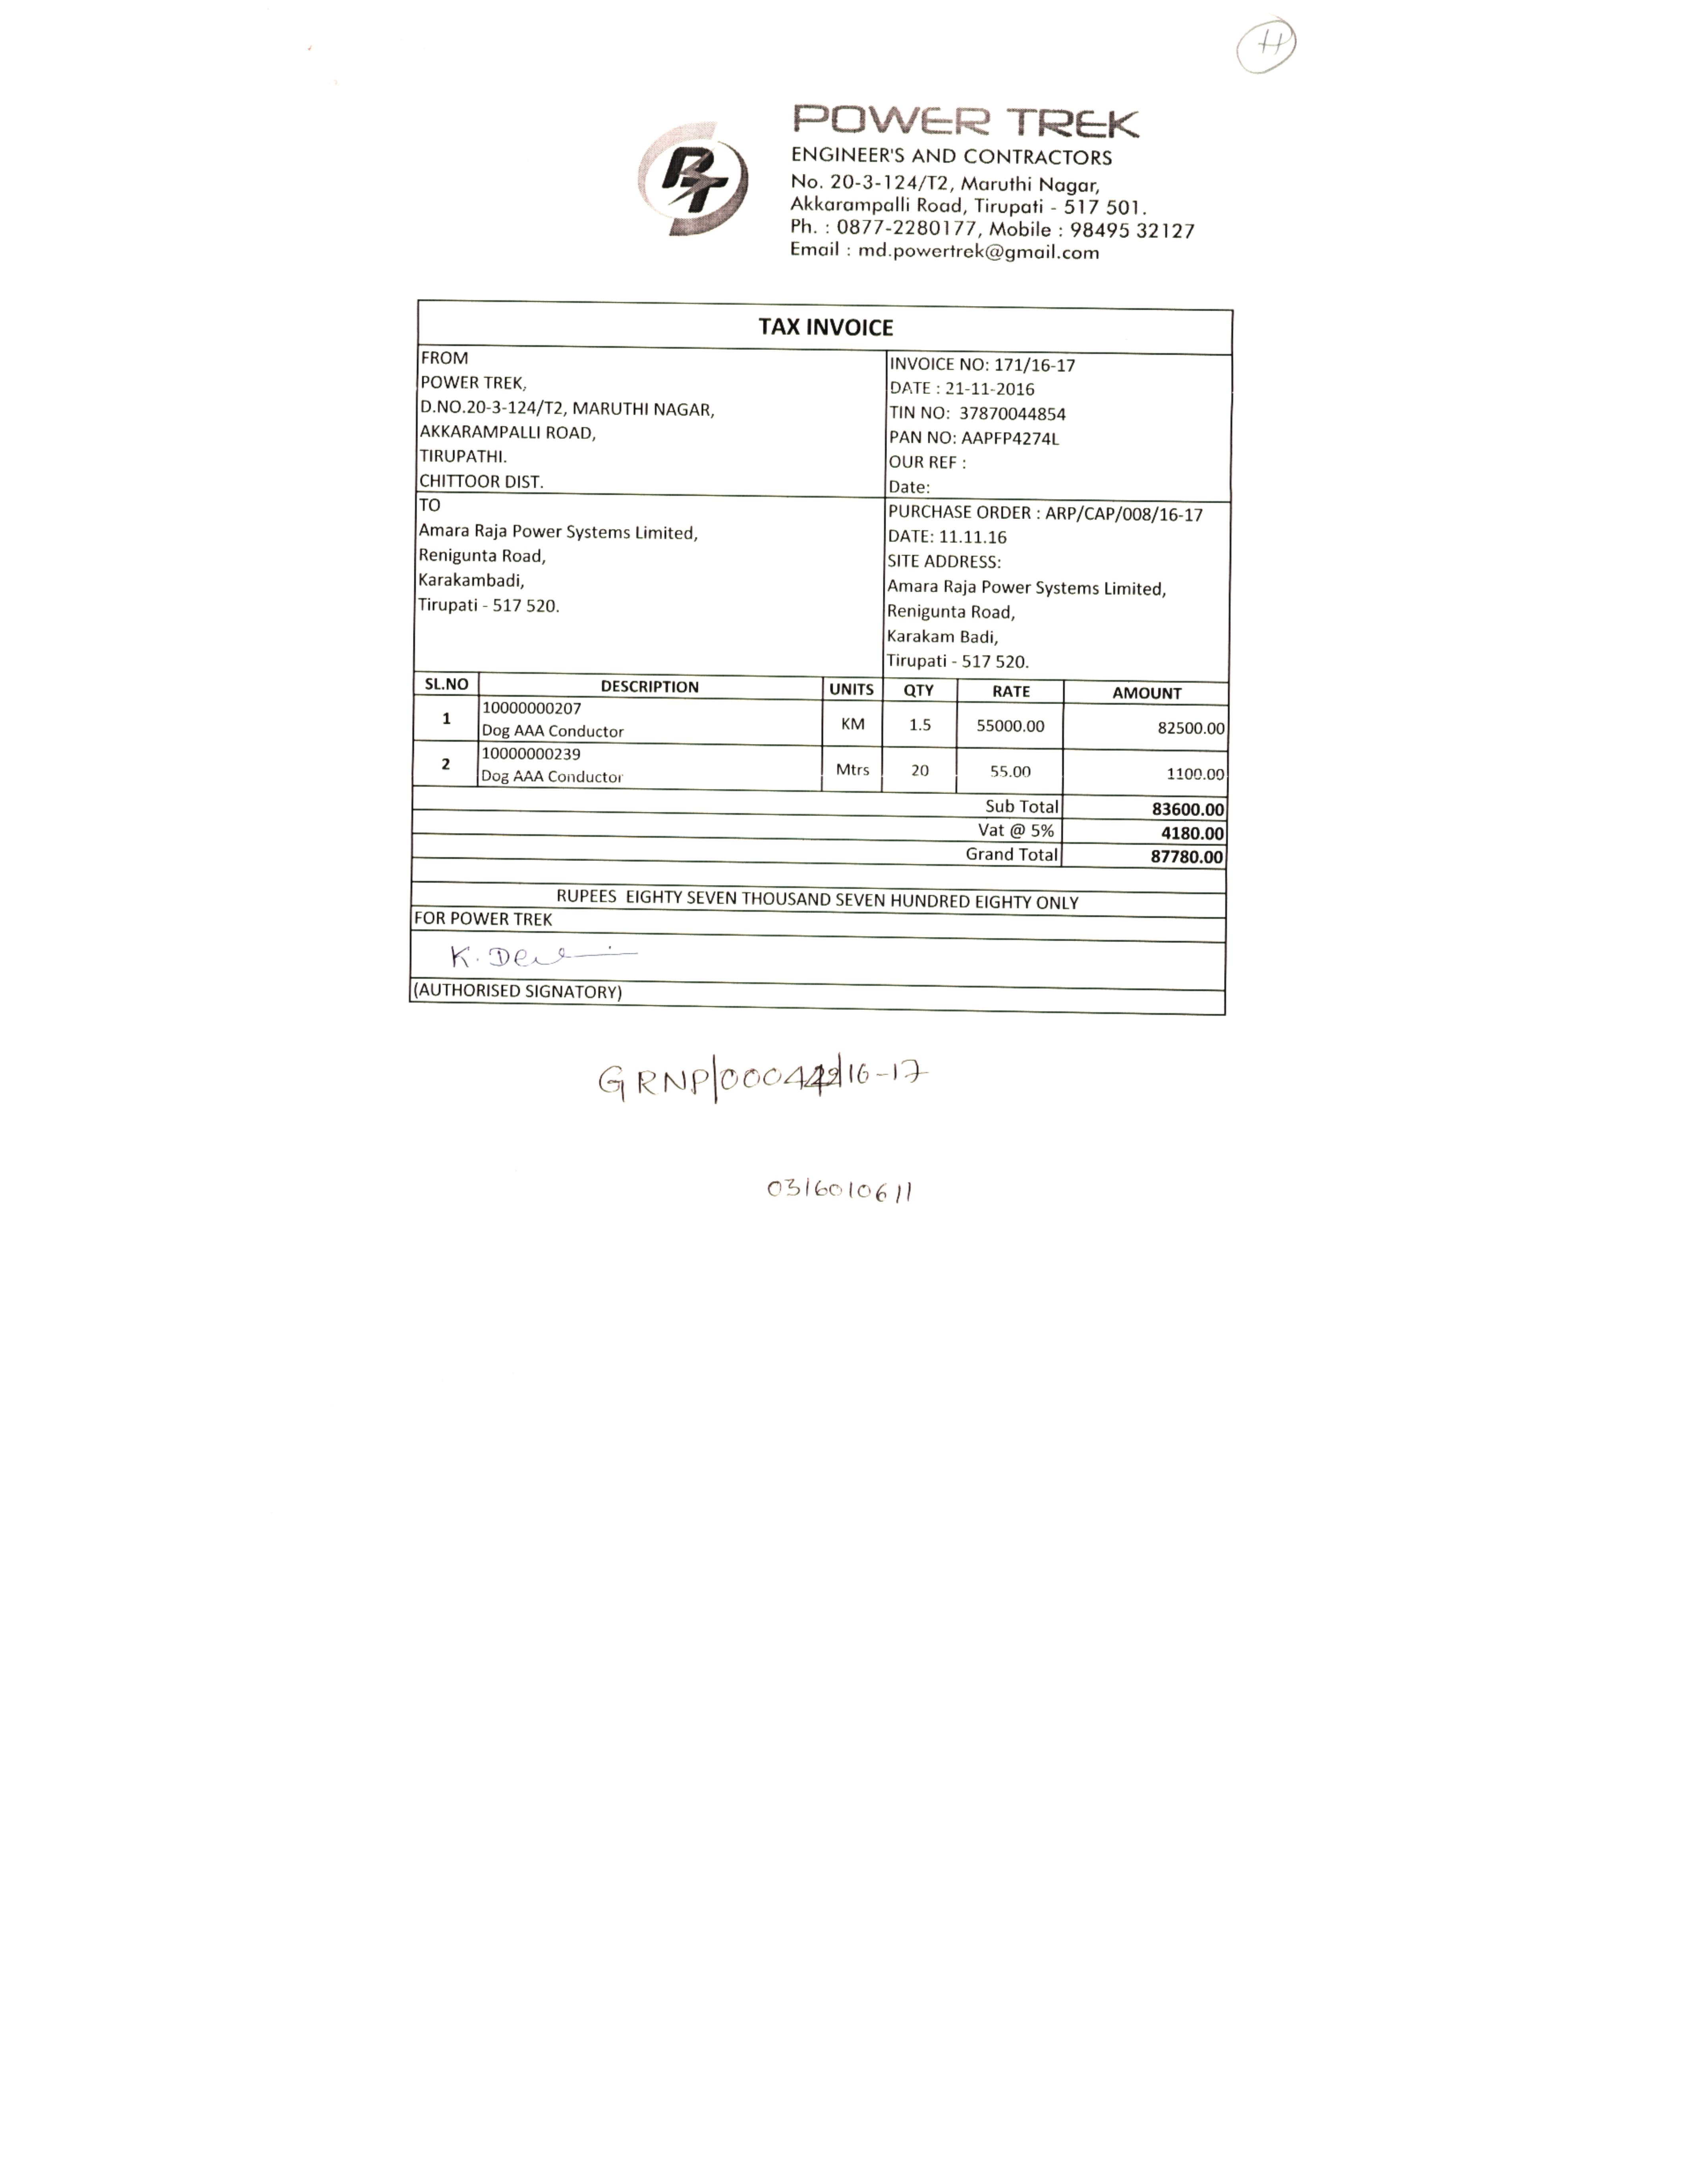 POWER TREK
ENGINEER'S AND CONTRACTORS
No. 20-3-124/T2, Maruthi Nagar,
Akkarampalli Road, Tirupati - 517 501.
Ph. : 0877-2280177, Mobile : 98495 32127
Email : md.powertrek@gmail.com
TAX INVOICE
FROM
POWER TREK,
D.NO.20-3-124/T2, MARUTHI NAGAR,
AKKARAMPALLI ROAD,
TIRUPATHI.
CHITTOOR DIST.
INVOICE NO: 171/16-17
DATE : 21-11-2016
TIN NO: 37870044854
PAN NO: AAPFP4274L
OUR REF :
Date:
TO
Amara Raja Power Systems Limited,
Renigunta Road,
Karakambadi,
Tirupati - 517 520.
PURCHASE ORDER : ARP/CAP/008/16-17
DATE: 11.11.16
SITE ADDRESS:
Amara Raja Power Systems Limited,
Renigunta Road,
Karakam Badi,
Tirupati - 517 520.
SL.NO DESCRIPTION UNITS QTY RATE AMOUNT
1 10000000207 Dog AAA Conductor KM 1.5 55000.00 82500.00
2 10000000239 Dog AAA Conductor Mtrs 20 55.00 1100.00
Sub Total 83600.00
Vat @ 5% 4180.00
Grand Total 87780.00
RUPEES EIGHTY SEVEN THOUSAND SEVEN HUNDRED EIGHTY ONLY
FOR POWER TREK
(AUTHORISED SIGNATORY)
0316010611